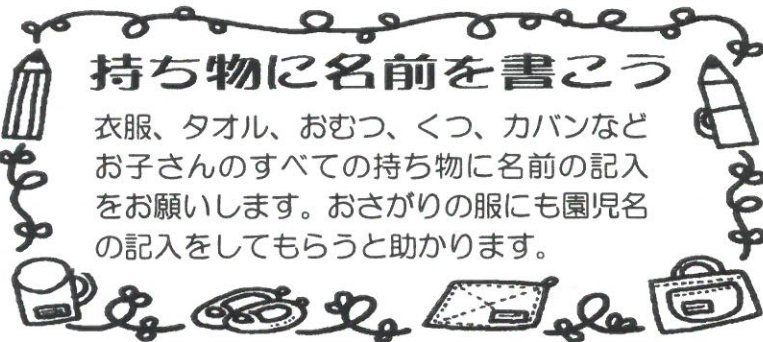 持ち物に名前を書こう
衣服、タオル、おむつ、くつ、カバンなど
お子さんのすべての持ち物に名前の記入
をお願いします。おさがりの服にも園児名
の記入をしてもらうと助かります。